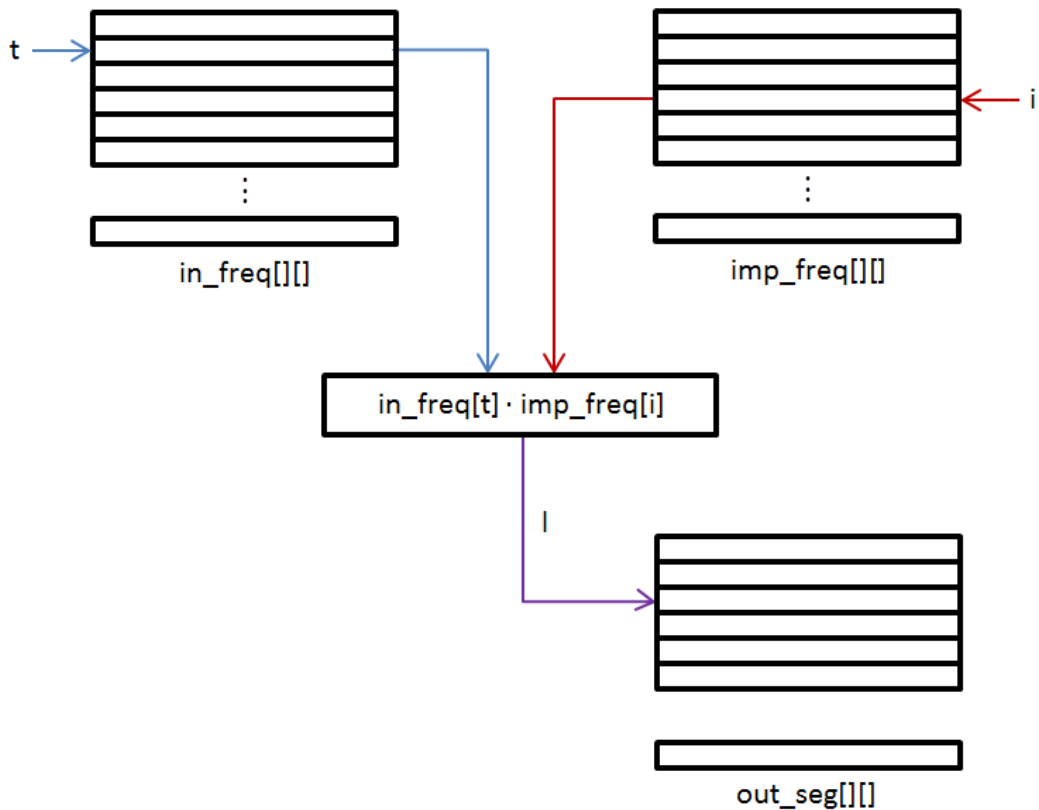 t
i
⋮
⋮
in_freq[][]
imp_freq[][]
in_freq[t] · imp_freq[i]
l
out_seg[][]